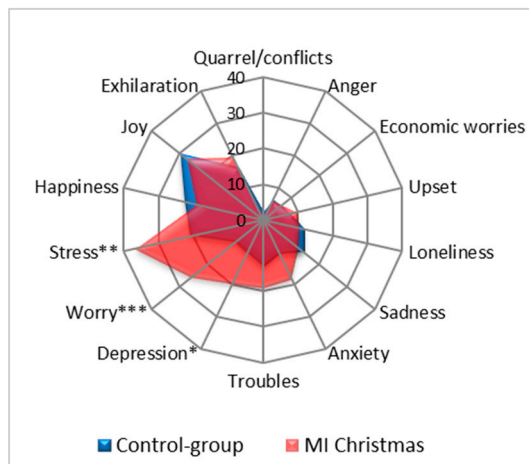 Quarrel/conflicts
40
Exhilaration
Anger
30
Joy
Economic worries
20
10
Happiness
Upset
0
Stress**
Loneliness
Worry***
Sadness
Depression*
Anxiety
Troubles
Control-group
MI Christmas